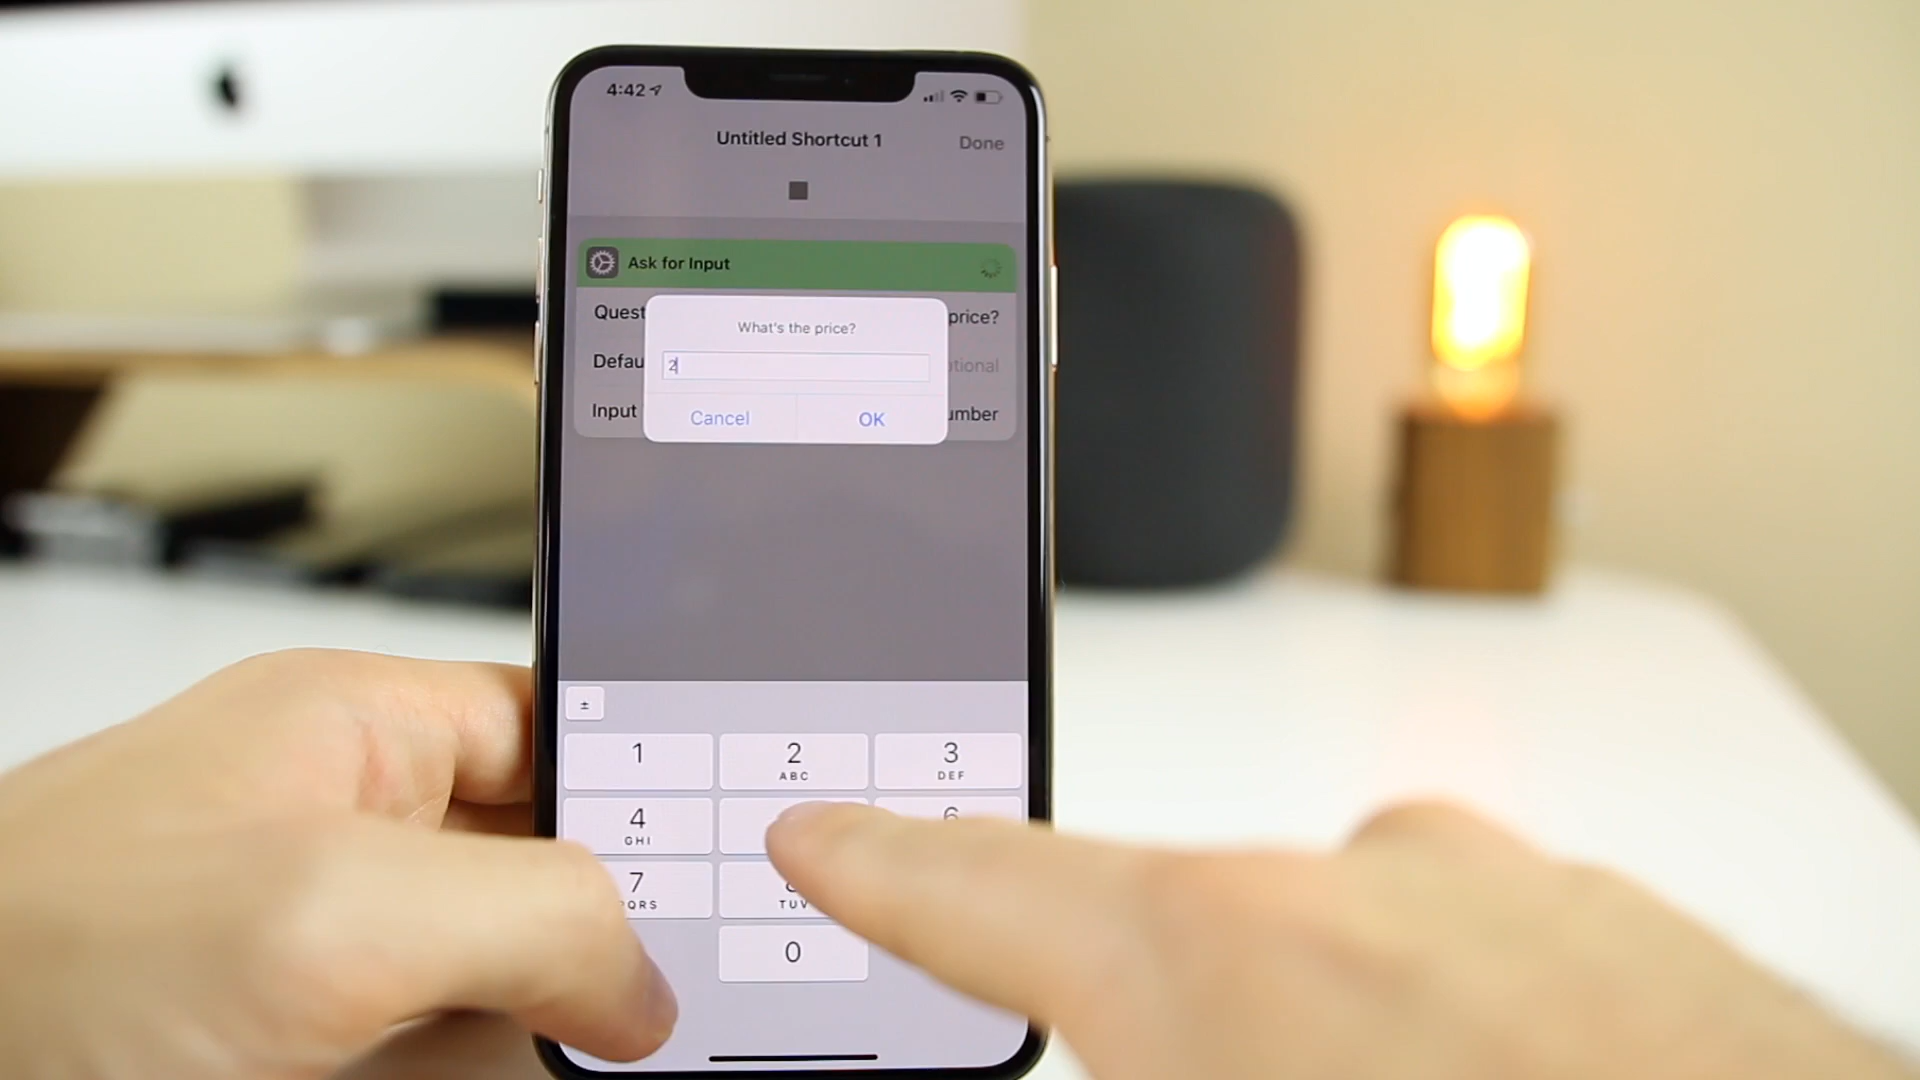 4:42
Untitled Shortcut 1
Done
Ask for Input
Quest
price?
What's the price?
2
Defau
tional
Input
umber
Cancel
OK
±
1
2
ABC
3
DEF
4
GHI
6
7
PQRS
TUV
0